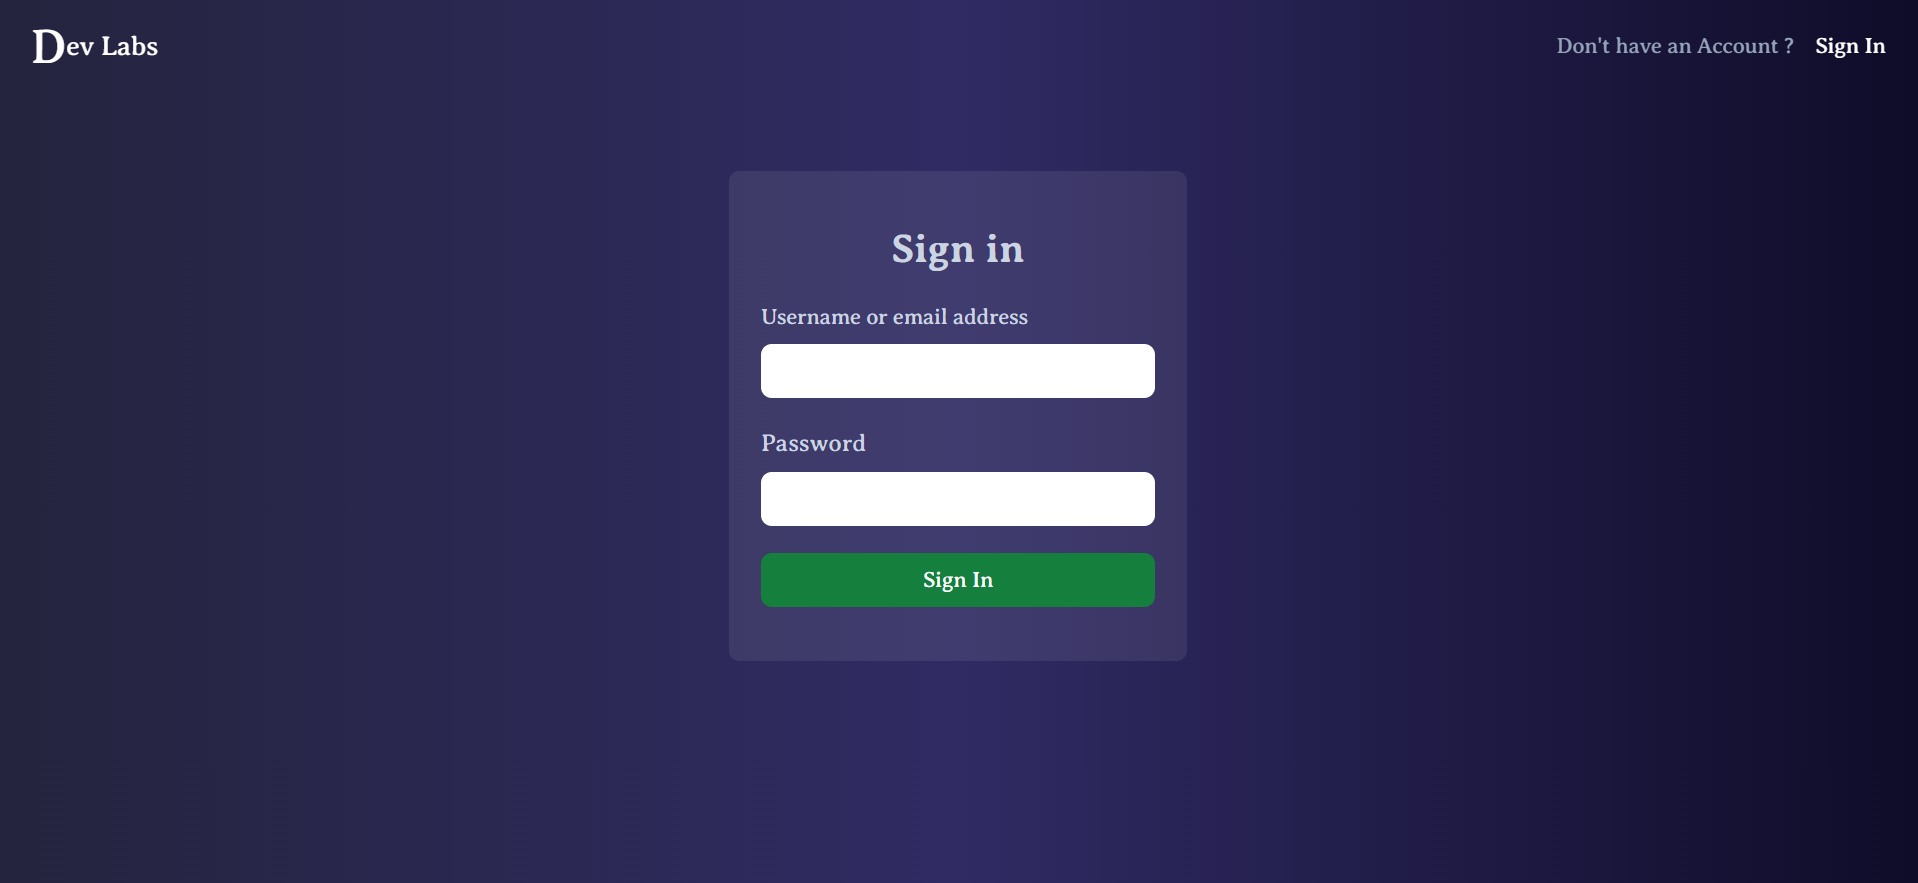 Dev Labs
Don't have an Account ? Sign In
Sign in
Username or email address
Password
Sign In